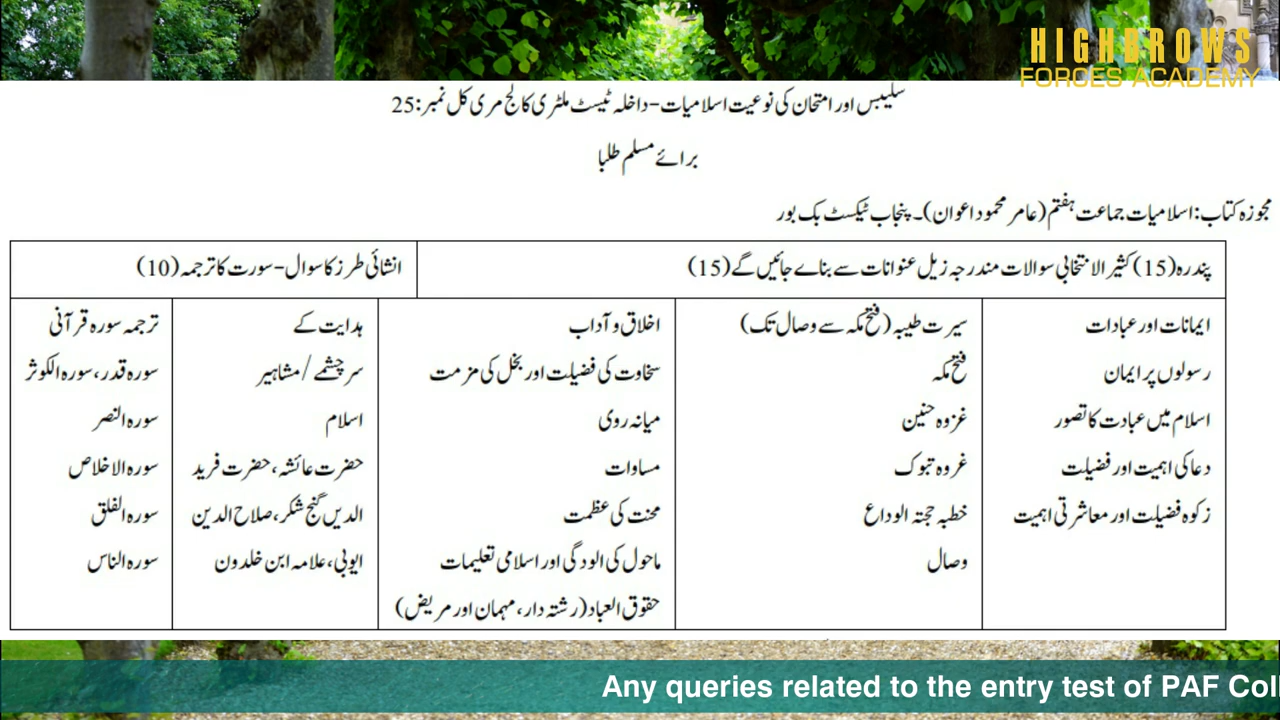 HIGHBROWS
FORCES ACADEMY
سلیبس اور امتحان کی نوعیت اسلامیات-داخلہ ٹیسٹ ملٹری کالج مری کل نمبر:25
برائے مسلم طلبا
مجوزہ کتاب:اسلامیات جماعت ہفتم(عامر محمود اعوان)۔ پنجاب ٹیکسٹ بک بور
پندرہ(15) کثیر الانتخابی سوالات مندرجہ زیل عنوانات سے بنائے جائیں گے(15)
انشائی طرز کا سوال-سورت کا ترجمہ(10)
ایمانات اور عبادات
رسولوں پر ایمان
اسلام میں عبادت کا تصور
دعا کی اہمیت اور فضیلت
زکوہ فضیلت اور معاشرتی اہمیت
سیرت طیبہ (فتح مکہ سے وصال تک)
فتح مکہ
غزوہ حنین
غروہ تبوک
خطبہ حجتہ الوداع
وصال
اخلاق و آداب
سخاوت کی فضیلت اور بخل کی مزمت
میانہ روی
مساوات
محنت کی عظمت
ماحول کی الودگی اور اسلامی تعلیمات
حقوق العباد(رشتہ دار، مہمان اور مریض)
ہدایت کے
سرچشمے/مشاہیر
اسلام
حضرت عائشہ، حضرت فرید
الدیں گنج شکر، صلاح الدین
ایوبی، علامہ ابن خلدون
ترجمہ سورہ قرآنی
سورہ قدر، سورہ الکوثر
سورہ النصر
سورہ الاخلاص
سورہ الفلق
سورہ الناس
Any queries related to the entry test of PAF Coll